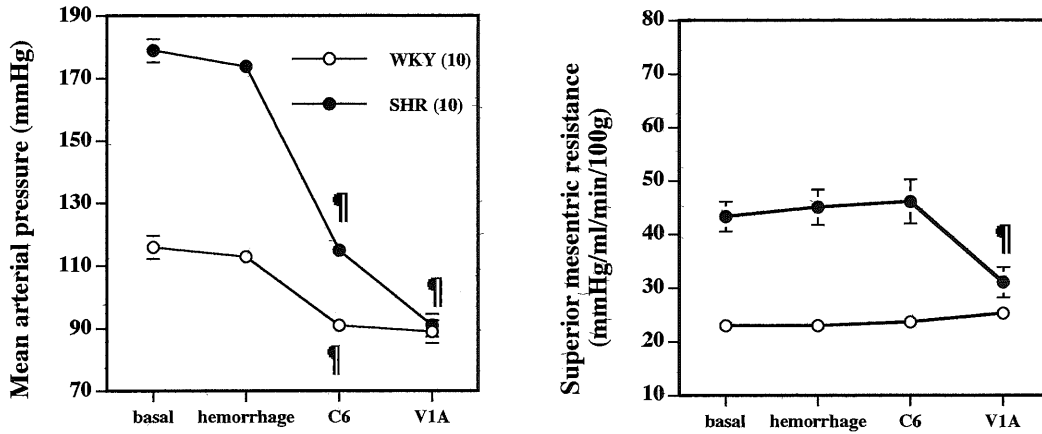 Mean arterial pressure (mmHg)
190
170
150
130
110
90
70
WKY (10)
SHR (10)
¶
¶
¶
basal hemorrhage C6 V1A
Superior mesentric resistance
(mmHg/ml/min/100g)
80
70
60
50
40
30
20
10
¶
basal hemorrhage C6 V1A